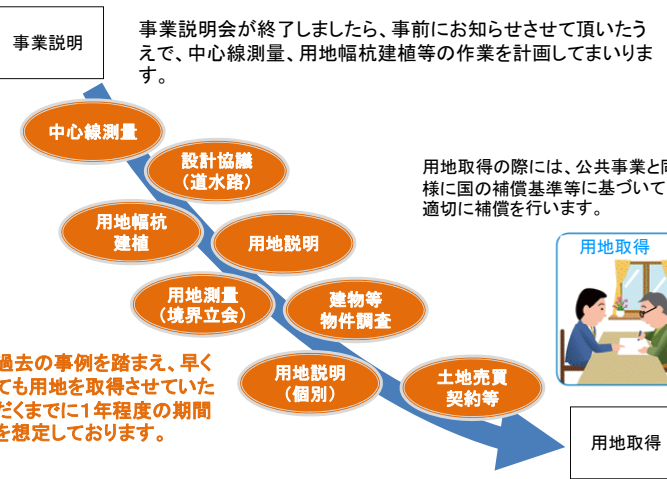 事業説明
事業説明会が終了しましたら、事前にお知らせさせて頂いたう
えで、中心線測量、用地幅杭建植等の作業を計画してまいりま
す。
中心線測量
設計協議
（道水路）
用地取得の際には、公共事業と同
様に国の補償基準等に基づいて
適切に補償を行います。
用地幅杭
建植
用地説明
用地取得
用地測量
（境界立会）
建物等
物件調査
過去の事例を踏まえ、早く
ても用地を取得させていた
だくまでに１年程度の期間
を想定しております。
用地説明
（個別）
土地売買
契約等
用地取得